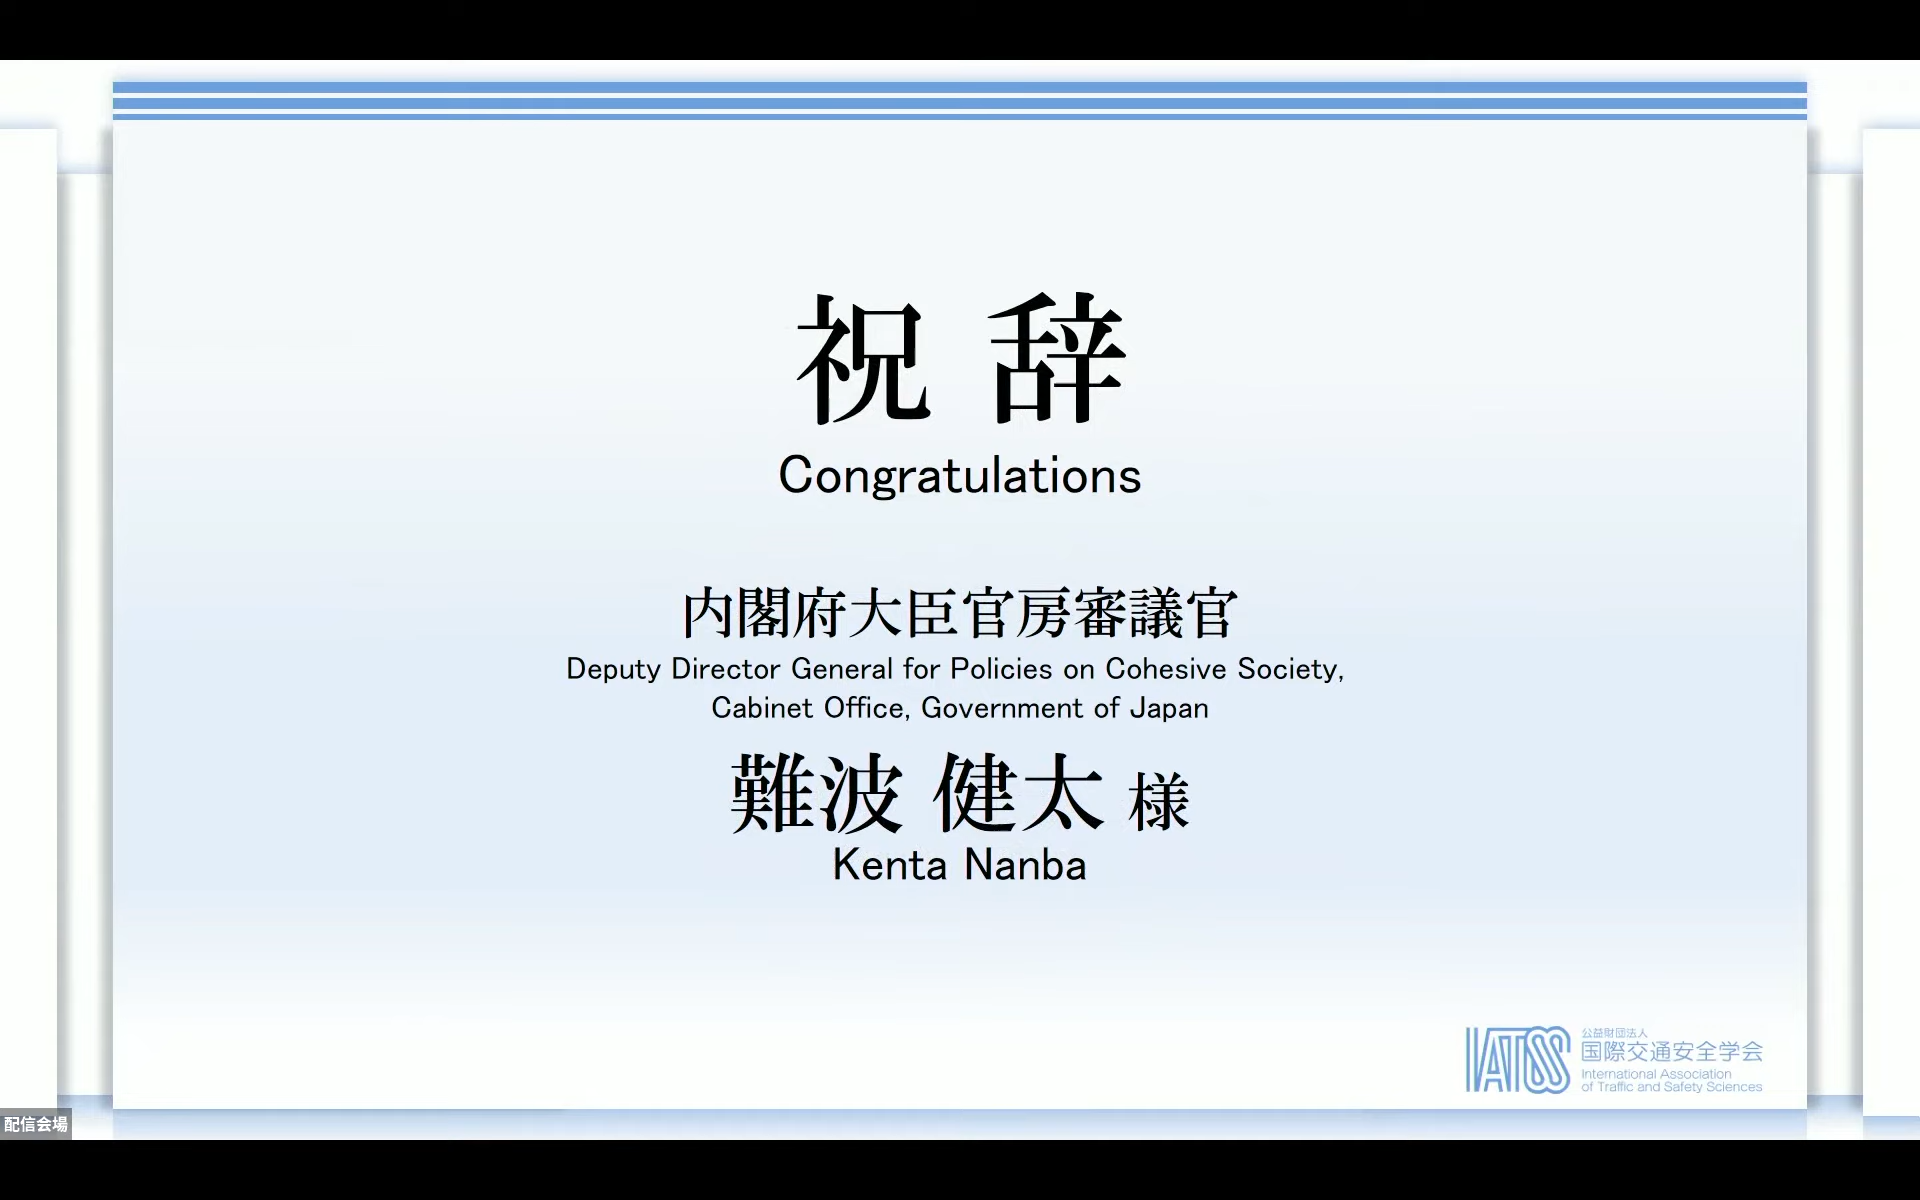 祝 辞
Congratulations
内閣府大臣官房審議官
Deputy Director General for Policies on Cohesive Society,
Cabinet Office, Government of Japan
難波 健太 様
Kenta Nanba
IATSS
公益財団法人
国際交通安全学会
International Association
of Traffic and Safety Sciences
配信会場